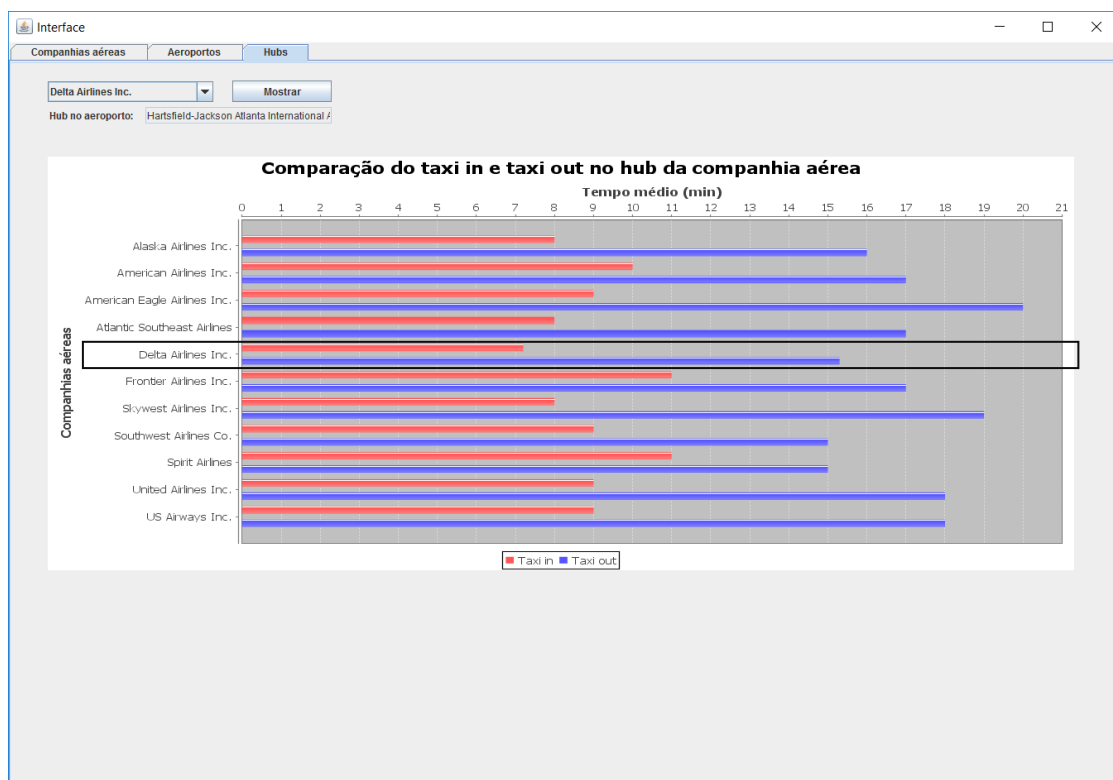 Interface
Companhias aéreas Aeroportos Hubs
Delta Airlines Inc. Mostrar
Hub no aeroporto: Hartsfield-Jackson Atlanta International
Comparação do taxi in e taxi out no hub da companhia aérea
Tempo médio (min)
0 1 2 3 4 5 6 7 8 9 10 11 12 13 14 15 16 17 18 19 20 21
Companhias aéreas
Alaska Airlines Inc.
American Airlines Inc.
American Eagle Airlines Inc.
Atlantic Southeast Airlines
Delta Airlines Inc.
Frontier Airlines Inc.
Skywest Airlines Inc.
Southwest Airlines Co.
Spirit Airlines
United Airlines Inc.
US Airways Inc.
Taxi in Taxi out